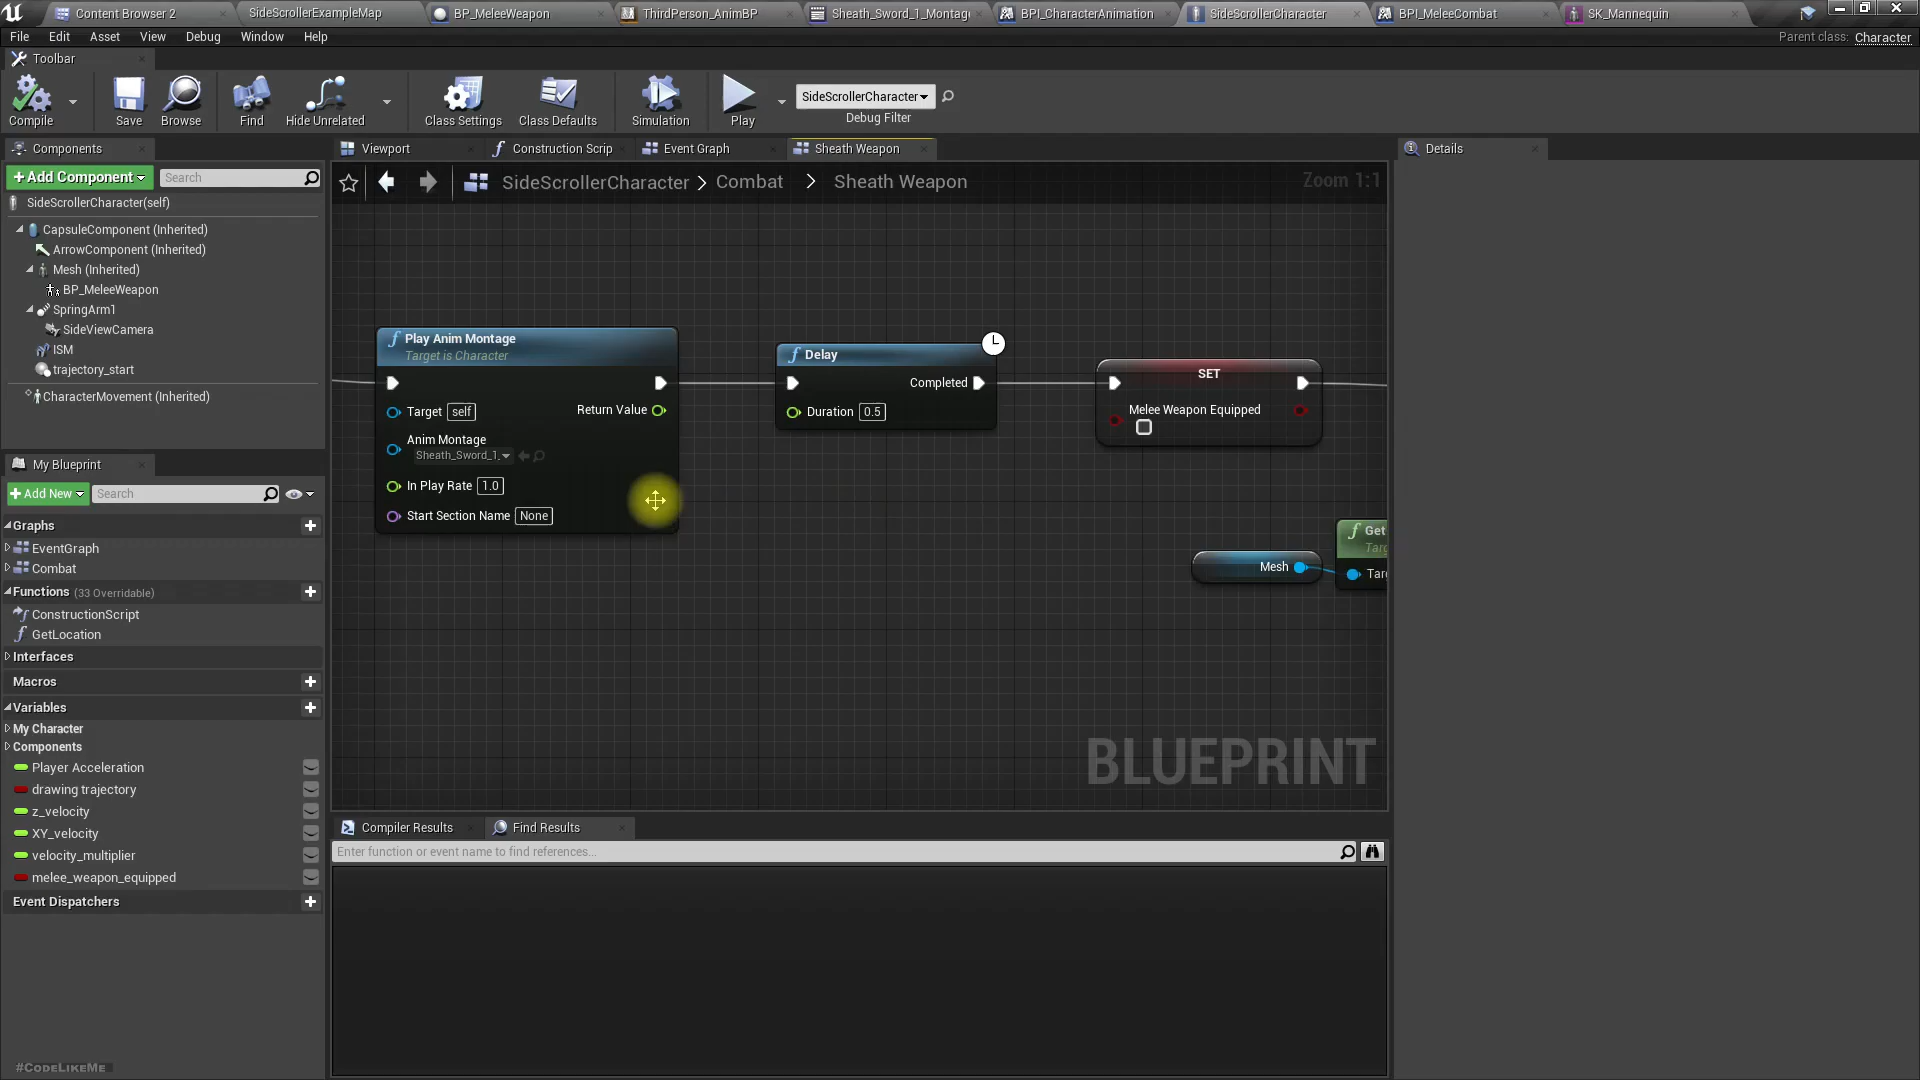 Content Browser 2
SideScrollerExampleMap
BP_MeleeWeapon
ThirdPerson_AnimBP
Sheath_Sword_1_Montag
BPI_CharacterAnimation
SideScrollerCharacter
BPI_MeleeCombat
SK_Mannequin
File Edit Asset View Debug Window Help
Parent class: Character
Toolbar
Compile
Save
Browse
Find
Hide Unrelated
Class Settings
Class Defaults
Simulation
Play
SideScrollerCharacter
Debug Filter
Components
Viewport
Construction Scrip
Event Graph
Sheath Weapon
Details
+Add Component
Search
SideScrollerCharacter > Combat > Sheath Weapon
Zoom 1:1
SideScrollerCharacter(self)
CapsuleComponent (Inherited)
ArrowComponent (Inherited)
Mesh (Inherited)
BP_MeleeWeapon
SpringArm1
SideViewCamera
ISM
trajectory_start
CharacterMovement (Inherited)
Play Anim Montage
Target is Character
Target self
Return Value
Anim Montage
Sheath_Sword_1_
In Play Rate 1.0
Start Section Name None
Delay
Completed
Duration 0.5
SET
Melee Weapon Equipped
Mesh
Get
Targ
Tar
BLUEPRINT
My Blueprint
+Add New
Search
Graphs
EventGraph
Combat
Functions (33 Overridable)
ConstructionScript
GetLocation
Interfaces
Macros
Variables
My Character
Components
Player Acceleration
drawing trajectory
z_velocity
XY_velocity
velocity_multiplier
melee_weapon_equipped
Event Dispatchers
Compiler Results
Find Results
Enter function or event name to find references...
#CodeLikeMe